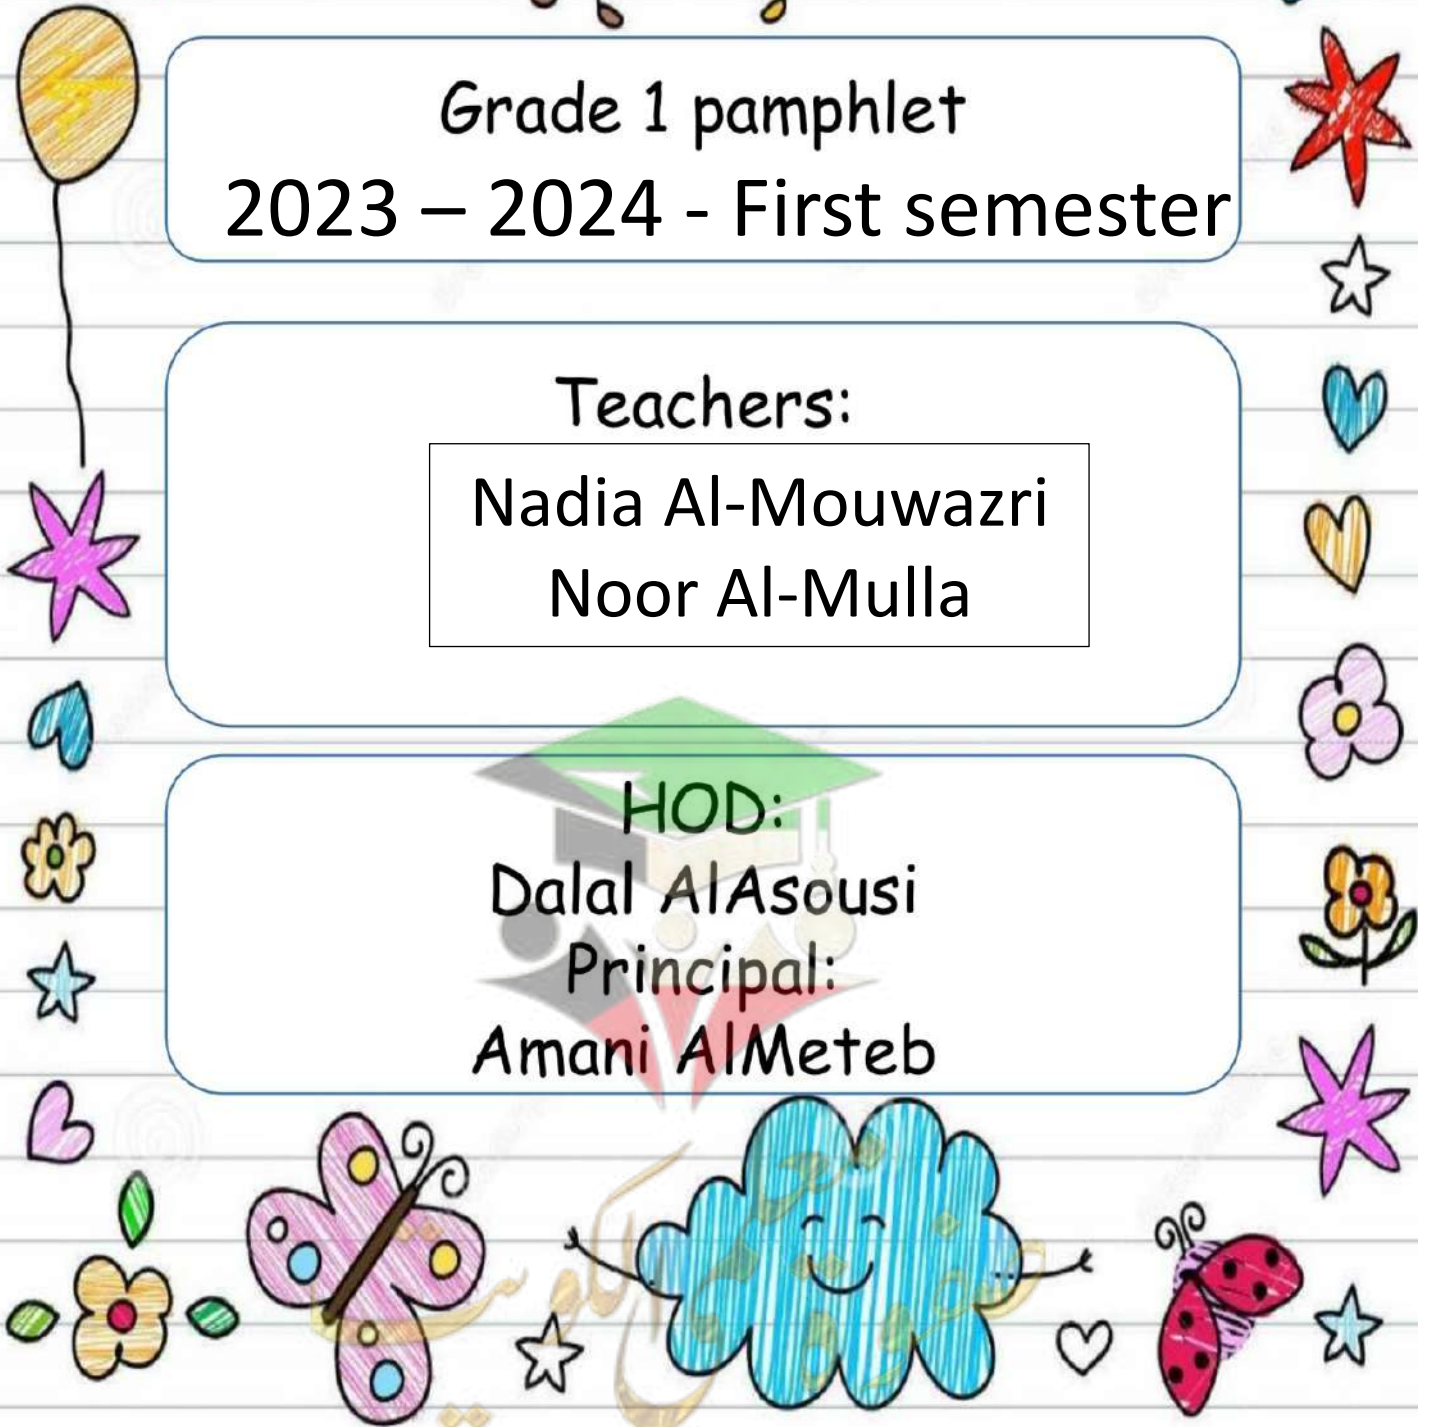 Grade 1 pamphlet
2023 – 2024 - First semester
Teachers:
Nadia Al-Mouwazri
Noor Al-Mulla
HOD:
Dalal AlAsousi
Principal:
Amani AlMeteb